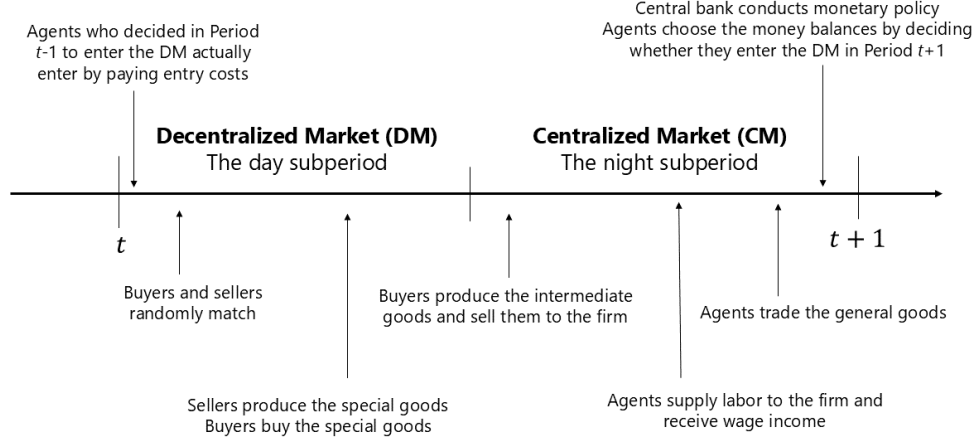 Agents who decided in Period
t-1 to enter the DM actually
enter by paying entry costs
Central bank conducts monetary policy
Agents choose the money balances by deciding
whether they enter the DM in Period t+1
Decentralized Market (DM)
The day subperiod
Centralized Market (CM)
The night subperiod
t
t + 1
Buyers and sellers
randomly match
Sellers produce the special goods
Buyers buy the special goods
Buyers produce the intermediate
goods and sell them to the firm
Agents supply labor to the firm and
receive wage income
Agents trade the general goods